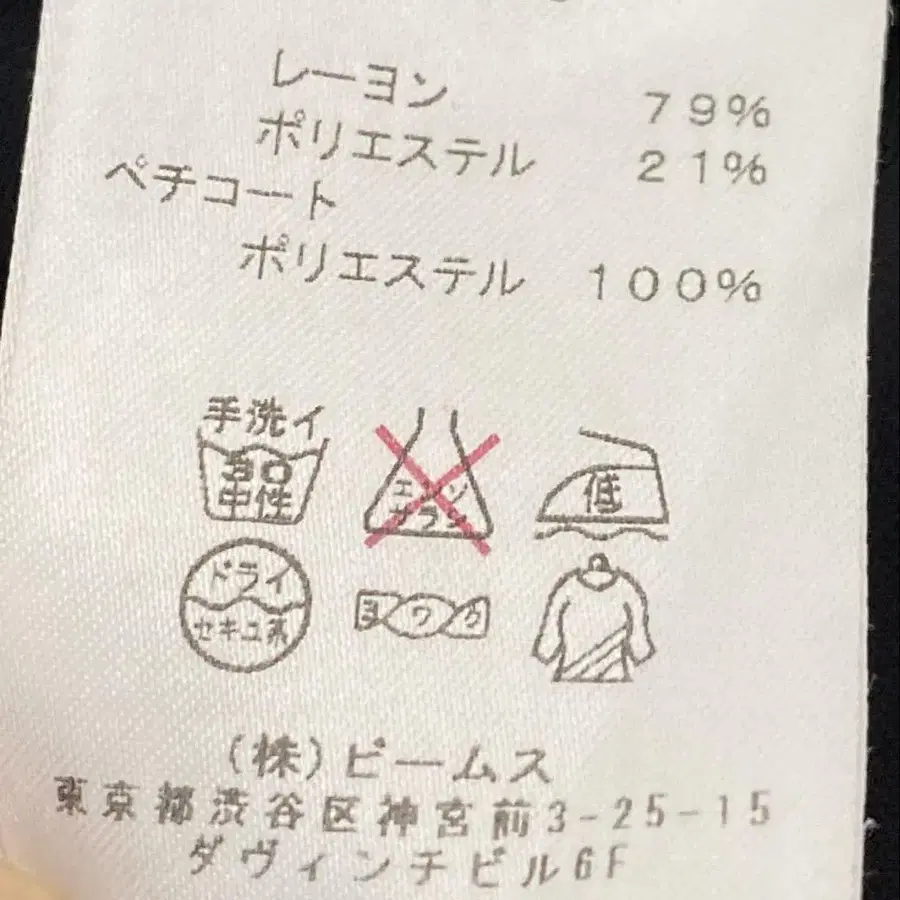 レーヨン 79%
ポリエステル 21%
ペチコート
ポリエステル 100%
手洗イ
30
中性
エンソ
サラシ
低
ドライ
セキユ系
ヨワク
(株)ビームス
東京都渋谷区神宮前3-25-15
ダヴィンチビル6F